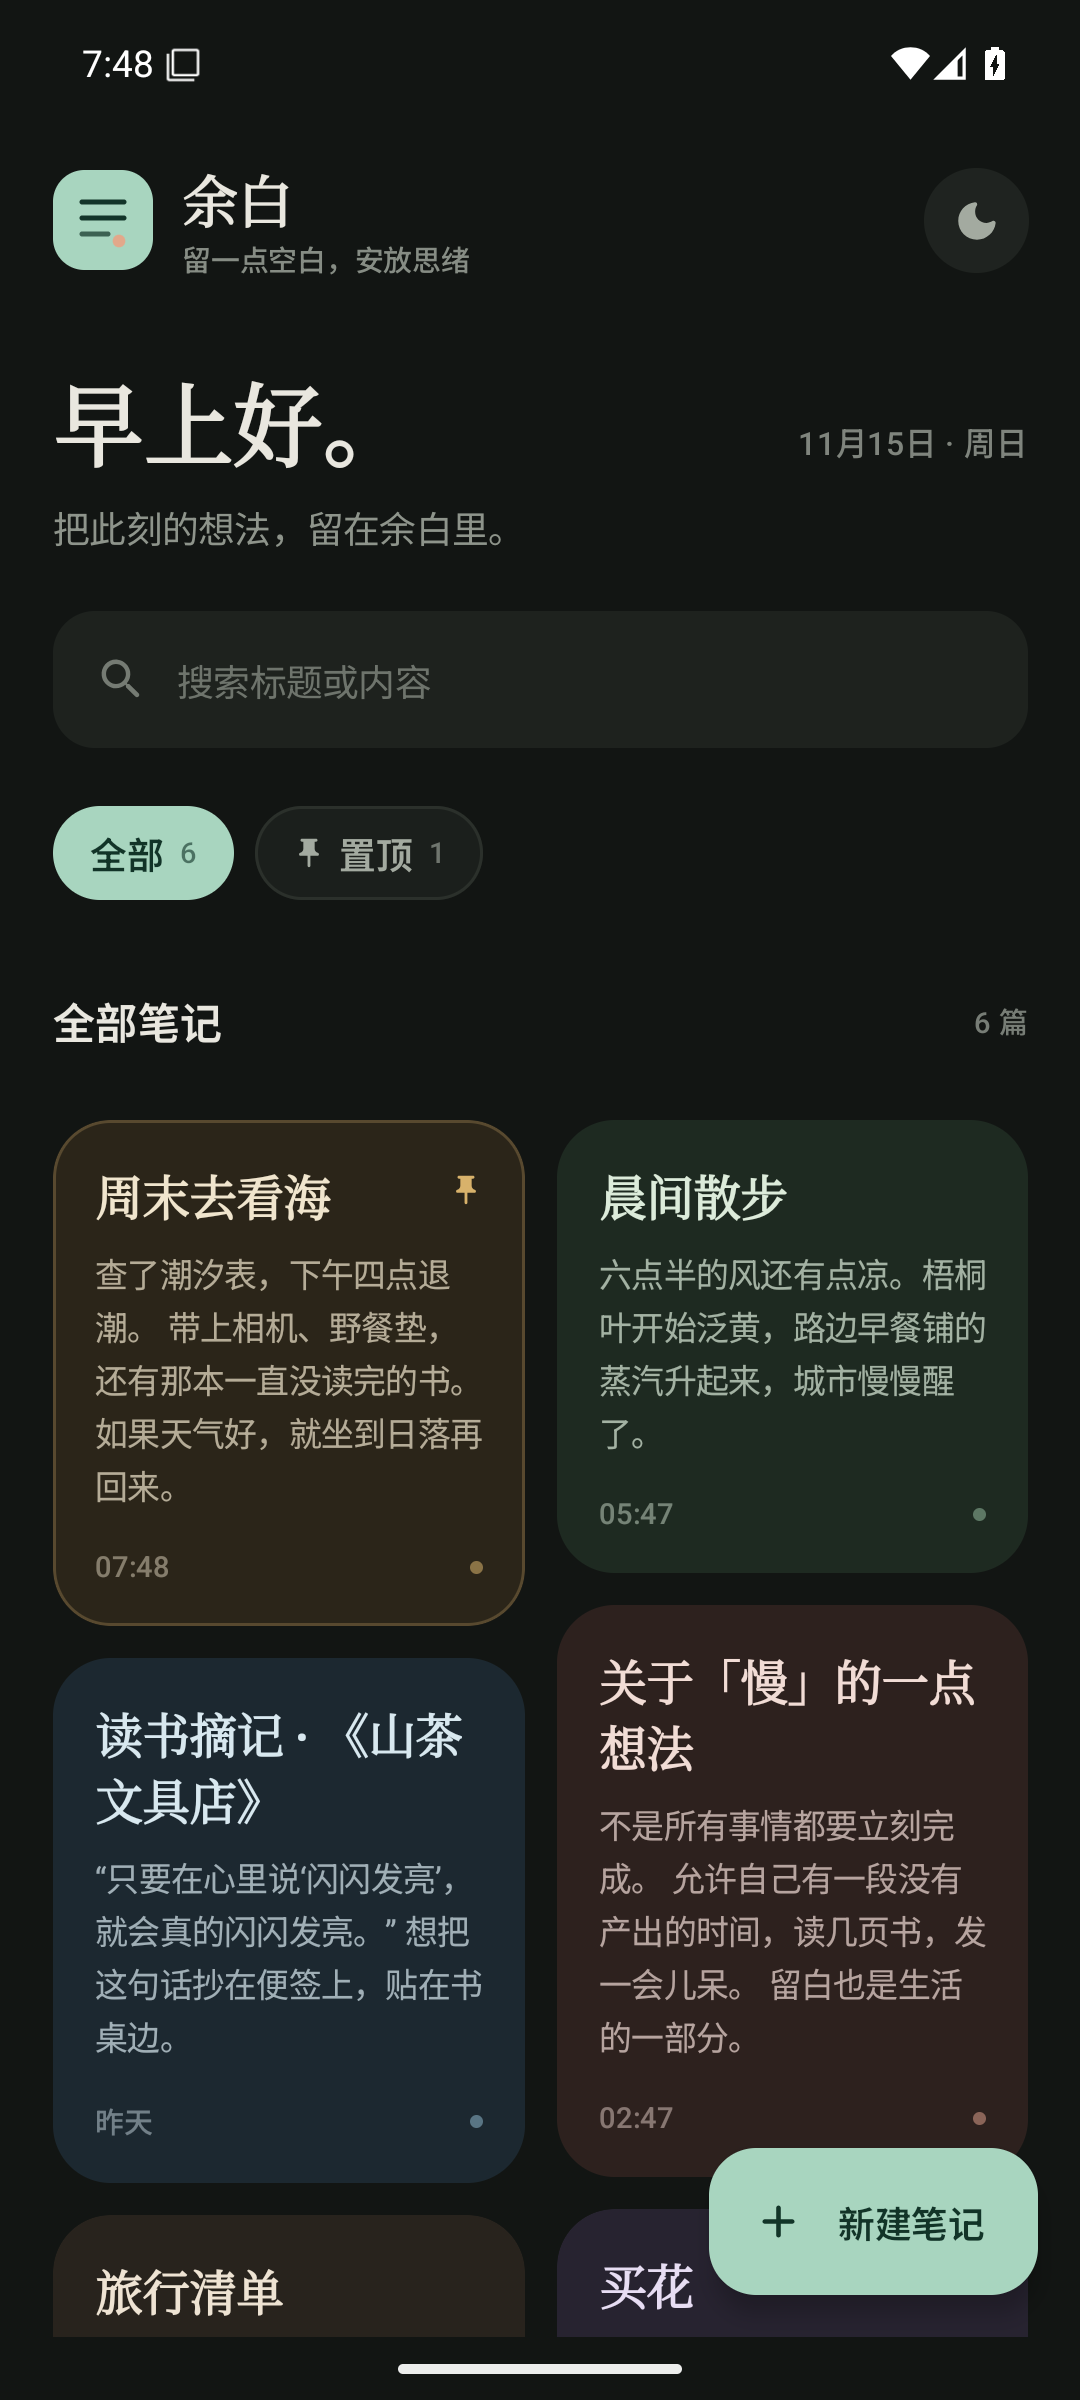 7:48
余白
留一点空白，安放思绪
早上好。
11月15日 · 周日
把此刻的想法，留在余白里。
搜索标题或内容
全部 6
置顶 1
全部笔记
6 篇
周末去看海
查了潮汐表，下午四点退
潮。 带上相机、野餐垫，
还有那本一直没读完的书。
如果天气好，就坐到日落再
回来。
07:48
晨间散步
六点半的风还有点凉。梧桐
叶开始泛黄，路边早餐铺的
蒸汽升起来，城市慢慢醒
了。
05:47
读书摘记 · 《山茶
文具店》
“只要在心里说‘闪闪发亮’，
就会真的闪闪发亮。” 想把
这句话抄在便签上，贴在书
桌边。
昨天
关于「慢」的一点
想法
不是所有事情都要立刻完
成。 允许自己有一段没有
产出的时间，读几页书，发
一会儿呆。 留白也是生活
的一部分。
02:47
旅行清单
买花
新建笔记